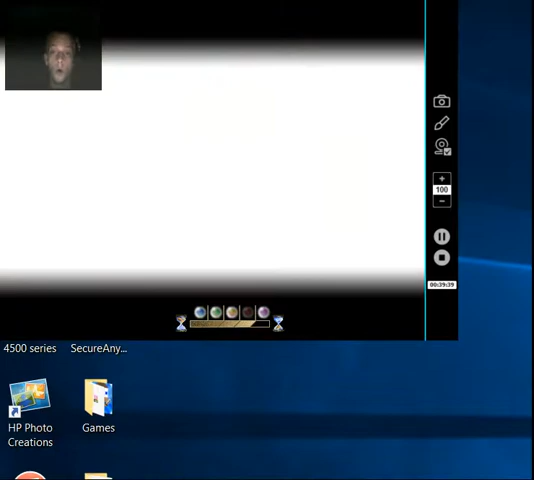 +
100
−
00:39:39
4500 series
SecureAny...
HP Photo
Creations
Games